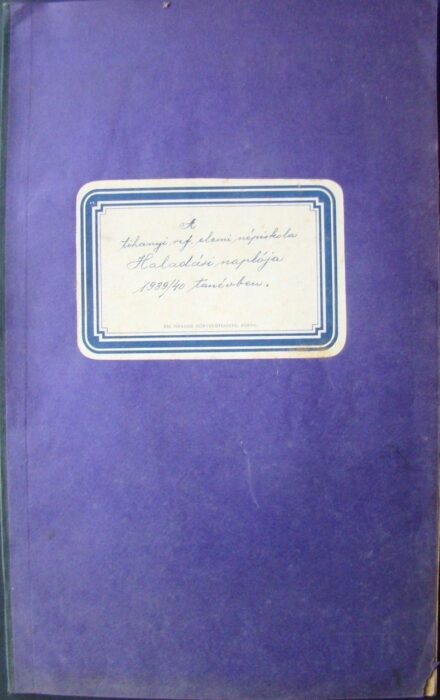 A
tihanyi ref. elemi népiskola
Haladási naplója
1939/40 tanévben.